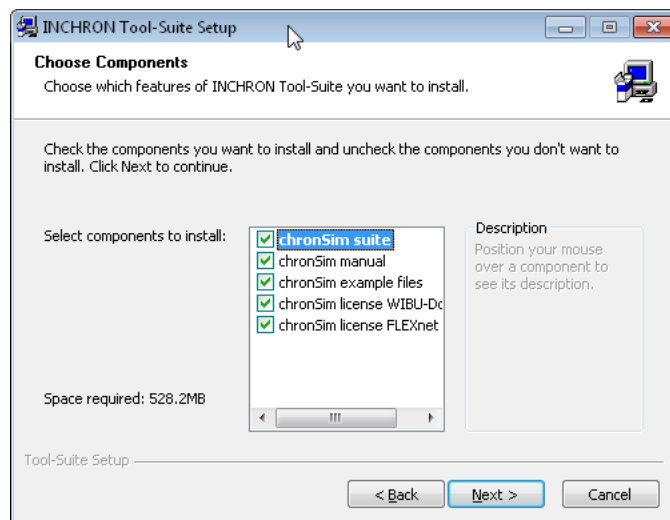 INCHRON Tool-Suite Setup
Choose Components
Choose which features of INCHRON Tool-Suite you want to install.
Check the components you want to install and uncheck the components you don't want to
install. Click Next to continue.
Select components to install:
chronSim suite
chronSim manual
chronSim example files
chronSim license WIBU-Do
chronSim license FLEXnet
Description
Position your mouse
over a component to
see its description.
Space required: 528.2MB
Tool-Suite Setup
< Back
Next >
Cancel